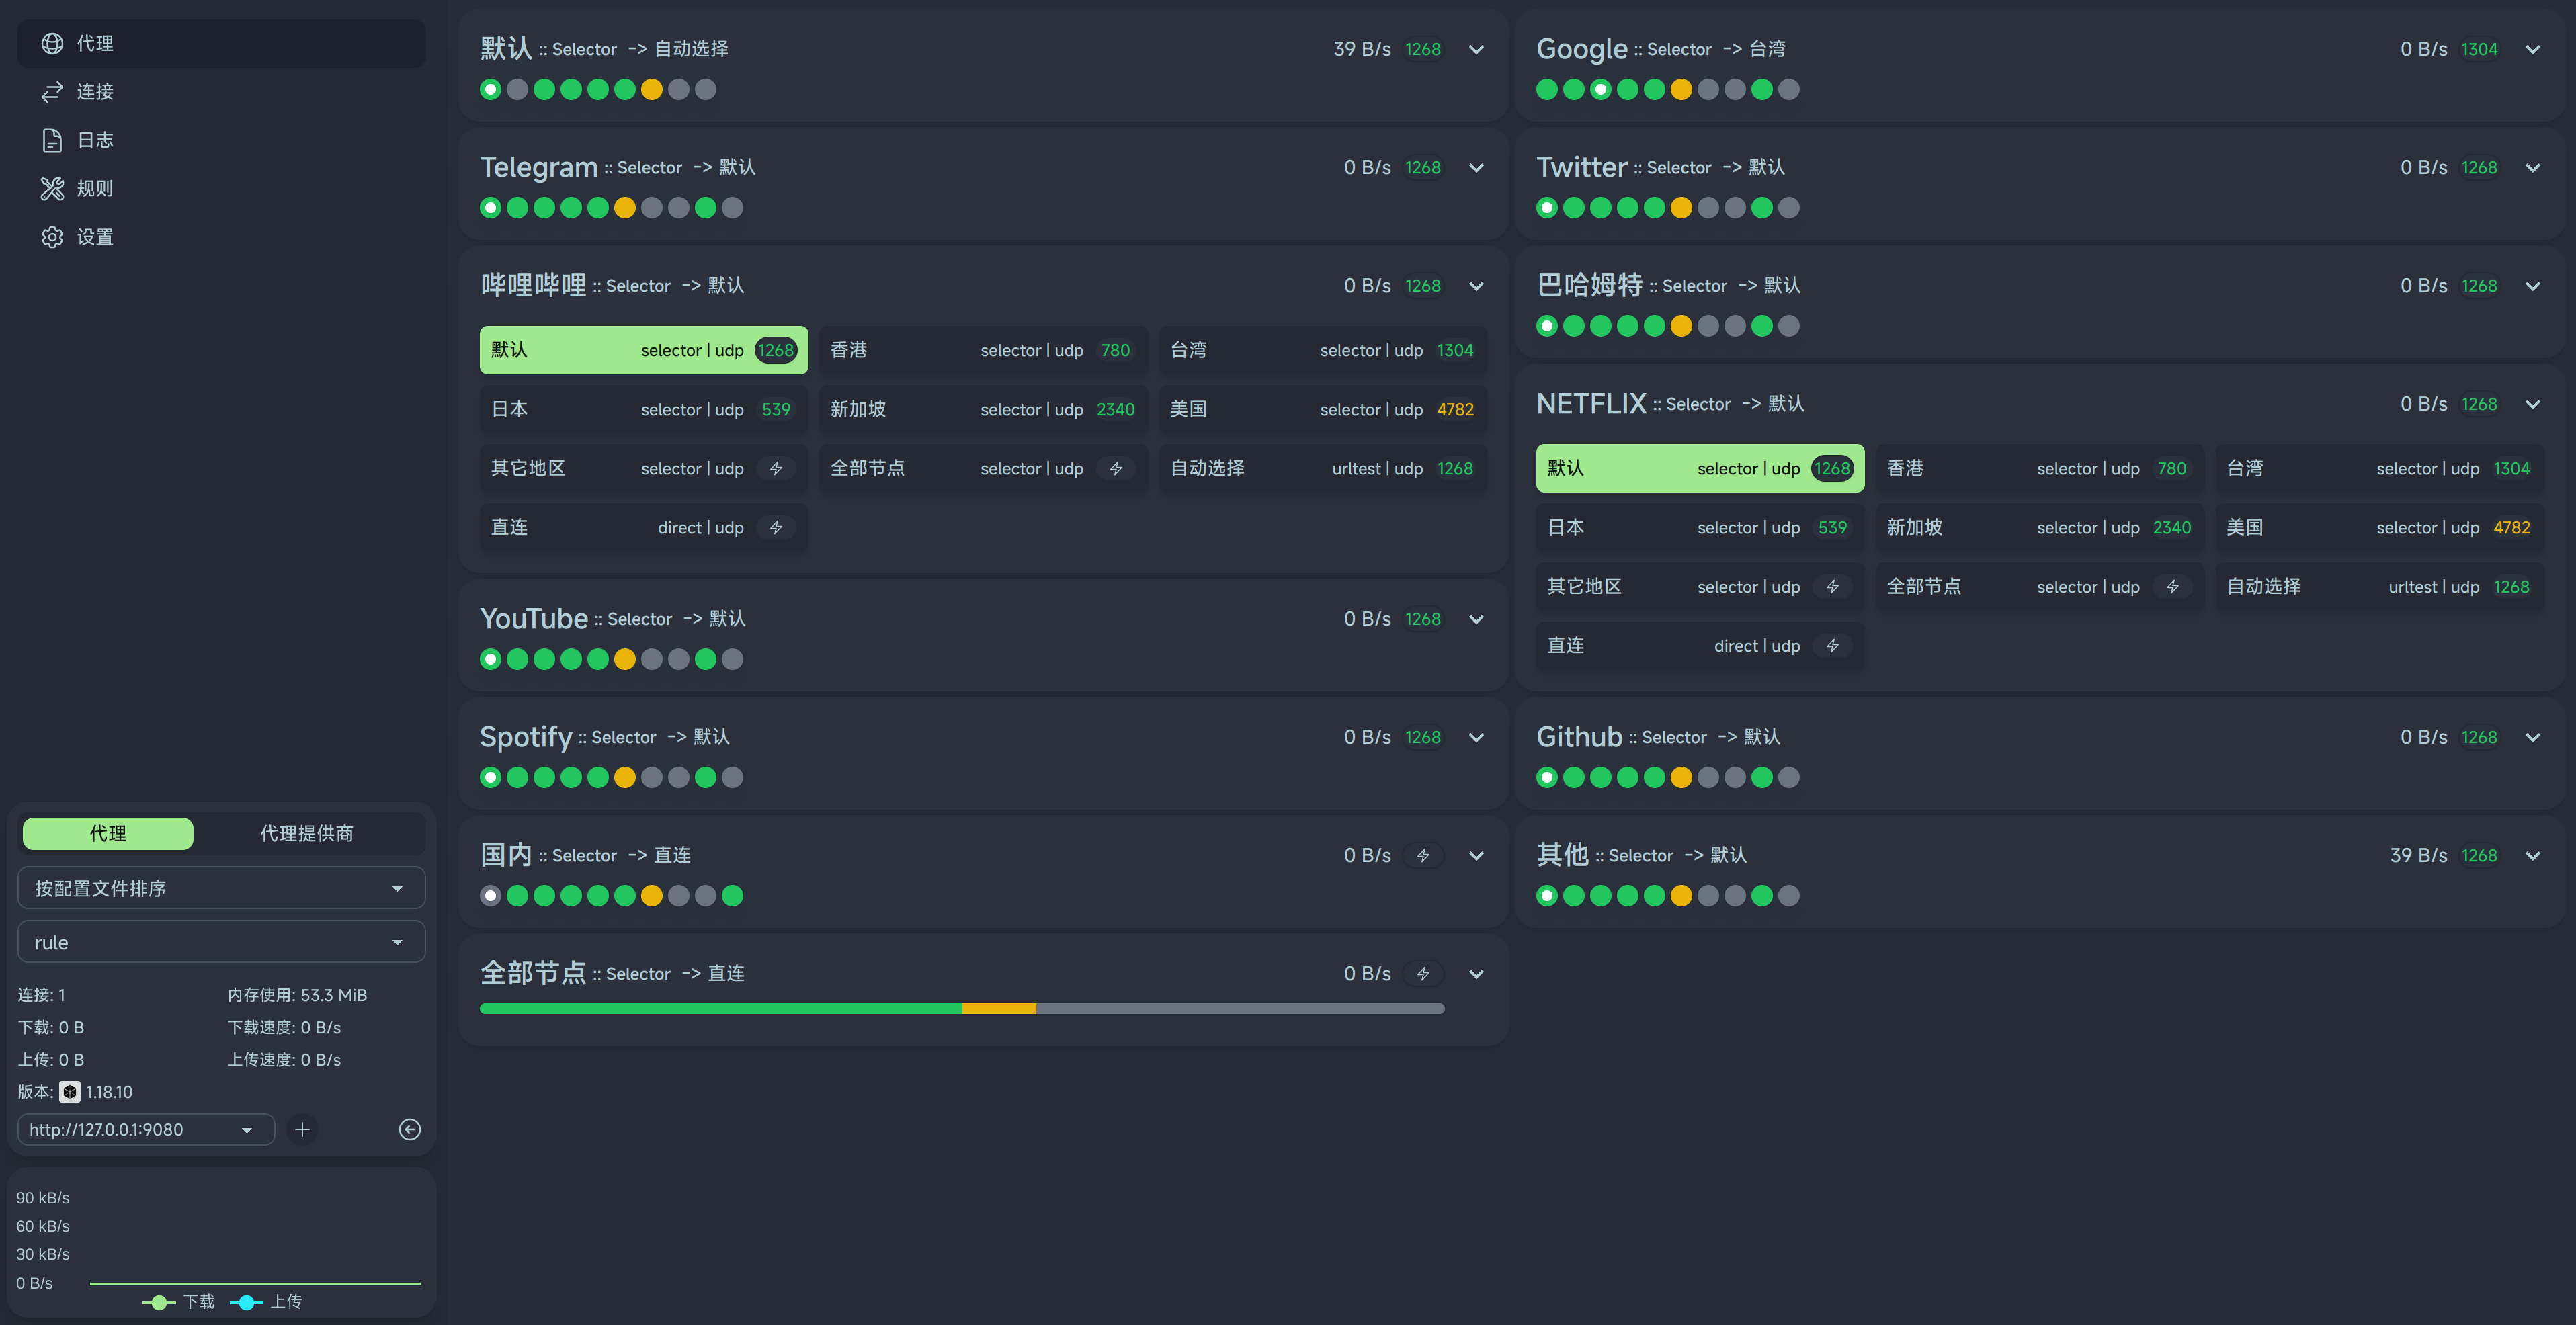 代理
连接
日志
规则
设置
代理 代理提供商
按配置文件排序
rule
连接: 1 内存使用: 53.3 MiB
下载: 0 B 下载速度: 0 B/s
上传: 0 B 上传速度: 0 B/s
版本: 1.18.10
http://127.0.0.1:9080
90 kB/s
60 kB/s
30 kB/s
0 B/s
下载 上传
默认 :: Selector -> 自动选择 39 B/s 1268
Telegram :: Selector -> 默认 0 B/s 1268
哔哩哔哩 :: Selector -> 默认 0 B/s 1268
默认 selector | udp 1268 香港 selector | udp 780 台湾 selector | udp 1304
日本 selector | udp 539 新加坡 selector | udp 2340 美国 selector | udp 4782
其它地区 selector | udp 全部节点 selector | udp 自动选择 urltest | udp 1268
直连 direct | udp
YouTube :: Selector -> 默认 0 B/s 1268
Spotify :: Selector -> 默认 0 B/s 1268
国内 :: Selector -> 直连 0 B/s
全部节点 :: Selector -> 直连 0 B/s
Google :: Selector -> 台湾 0 B/s 1304
Twitter :: Selector -> 默认 0 B/s 1268
巴哈姆特 :: Selector -> 默认 0 B/s 1268
NETFLIX :: Selector -> 默认 0 B/s 1268
默认 selector | udp 1268 香港 selector | udp 780 台湾 selector | udp 1304
日本 selector | udp 539 新加坡 selector | udp 2340 美国 selector | udp 4782
其它地区 selector | udp 全部节点 selector | udp 自动选择 urltest | udp 1268
直连 direct | udp
Github :: Selector -> 默认 0 B/s 1268
其他 :: Selector -> 默认 39 B/s 1268